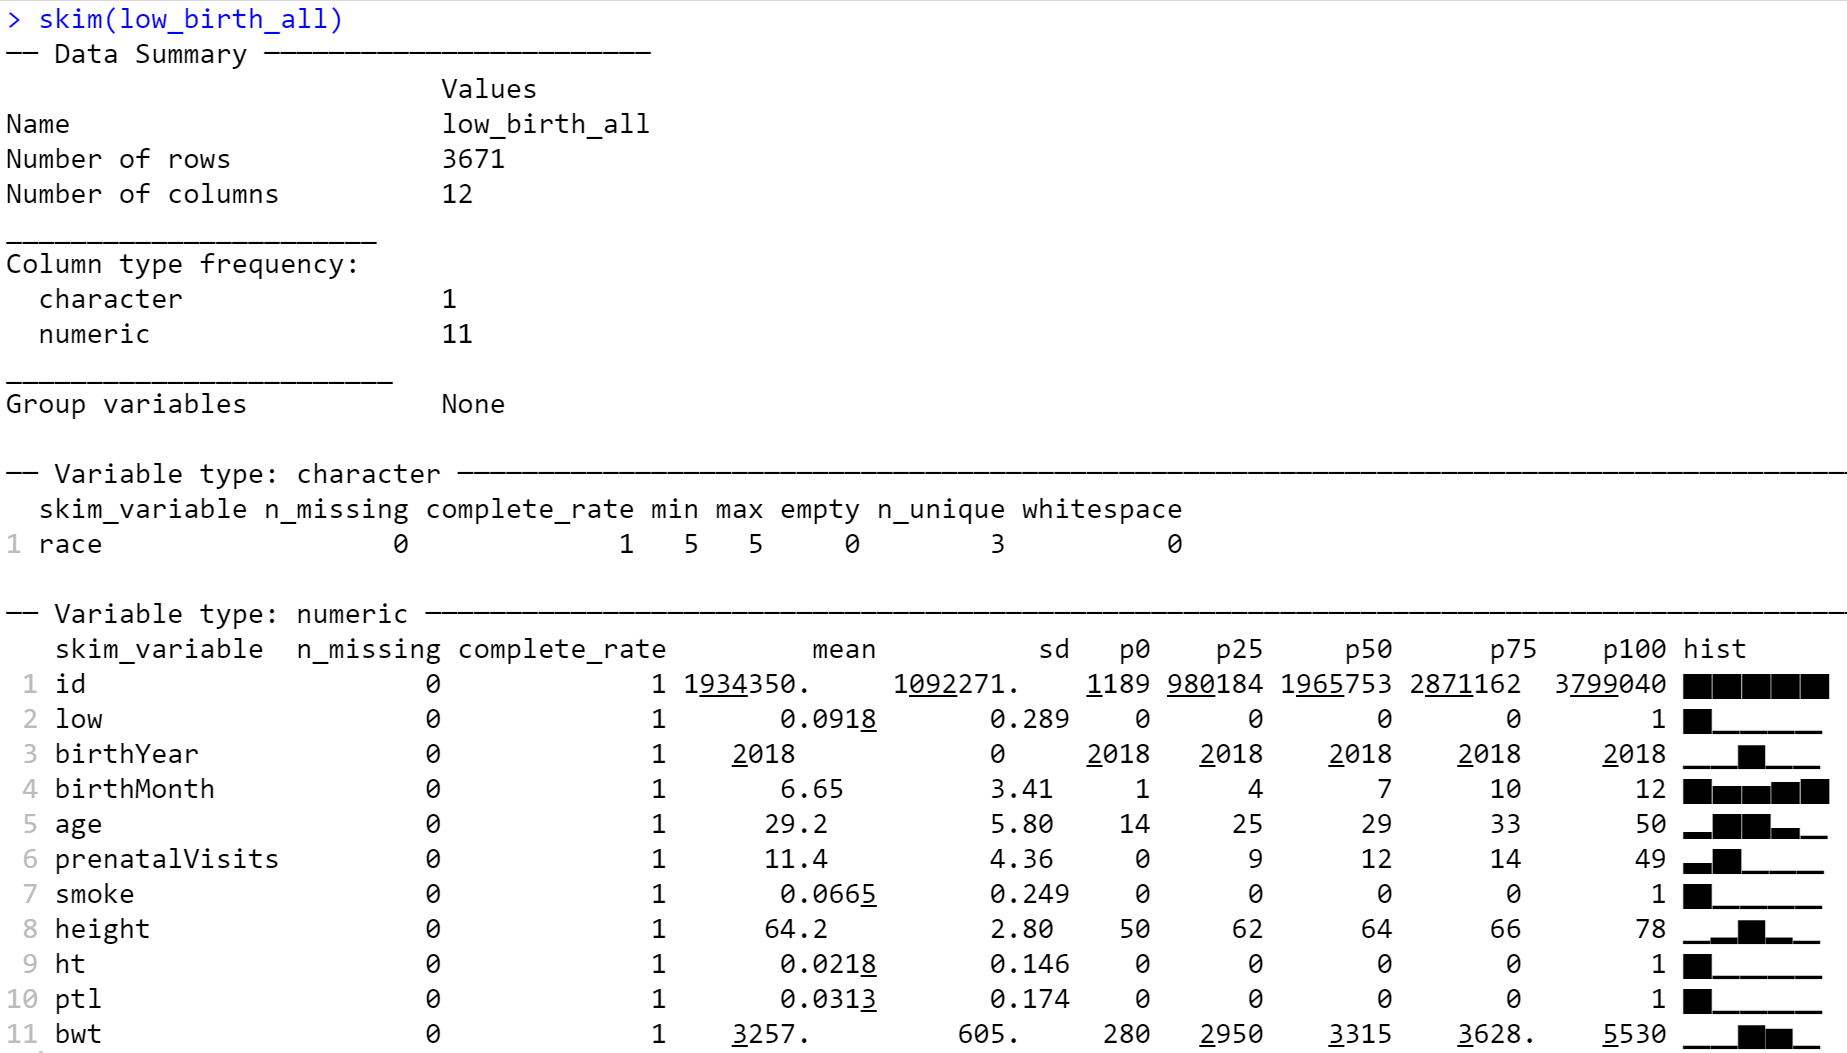 > skim(low_birth_all)
── Data Summary ────────────────────────
                           Values
Name                       low_birth_all
Number of rows             3671
Number of columns          12
_______________________
Column type frequency:
  character                1
  numeric                  11
________________________
Group variables            None
── Variable type: character ──────────────────────────────────────────────────────────────────────────────────────
  skim_variable n_missing complete_rate min max empty n_unique whitespace
1 race                  0             1   5   5     0        3          0
── Variable type: numeric ────────────────────────────────────────────────────────────────────────────────────────
   skim_variable  n_missing complete_rate         mean          sd   p0    p25     p50     p75    p100 hist
 1 id                     0             1 1934350.     1092271.    1189 980184 1965753 2871162  3799040 ▇▇▇▇▇
 2 low                    0             1       0.0918       0.289    0      0       0       0        1 ▇▁▁▁▁
 3 birthYear              0             1    2018            0     2018   2018    2018    2018     2018 ▁▁▇▁▁
 4 birthMonth             0             1       6.65         3.41     1      4       7      10       12 ▇▅▅▆▇
 5 age                    0             1      29.2          5.80    14     25      29      33       50 ▂▇▇▃▁
 6 prenatalVisits         0             1      11.4          4.36     0      9      12      14       49 ▃▇▁▁▁
 7 smoke                  0             1       0.0665       0.249    0      0       0       0        1 ▇▁▁▁▁
 8 height                 0             1      64.2          2.80    50     62      64      66       78 ▁▂▇▂▁
 9 ht                     0             1       0.0218       0.146    0      0       0       0        1 ▇▁▁▁▁
10 ptl                    0             1       0.0313       0.174    0      0       0       0        1 ▇▁▁▁▁
11 bwt                    0             1    3257.         605.     280   2950    3315    3628.    5530 ▁▁▇▆▁